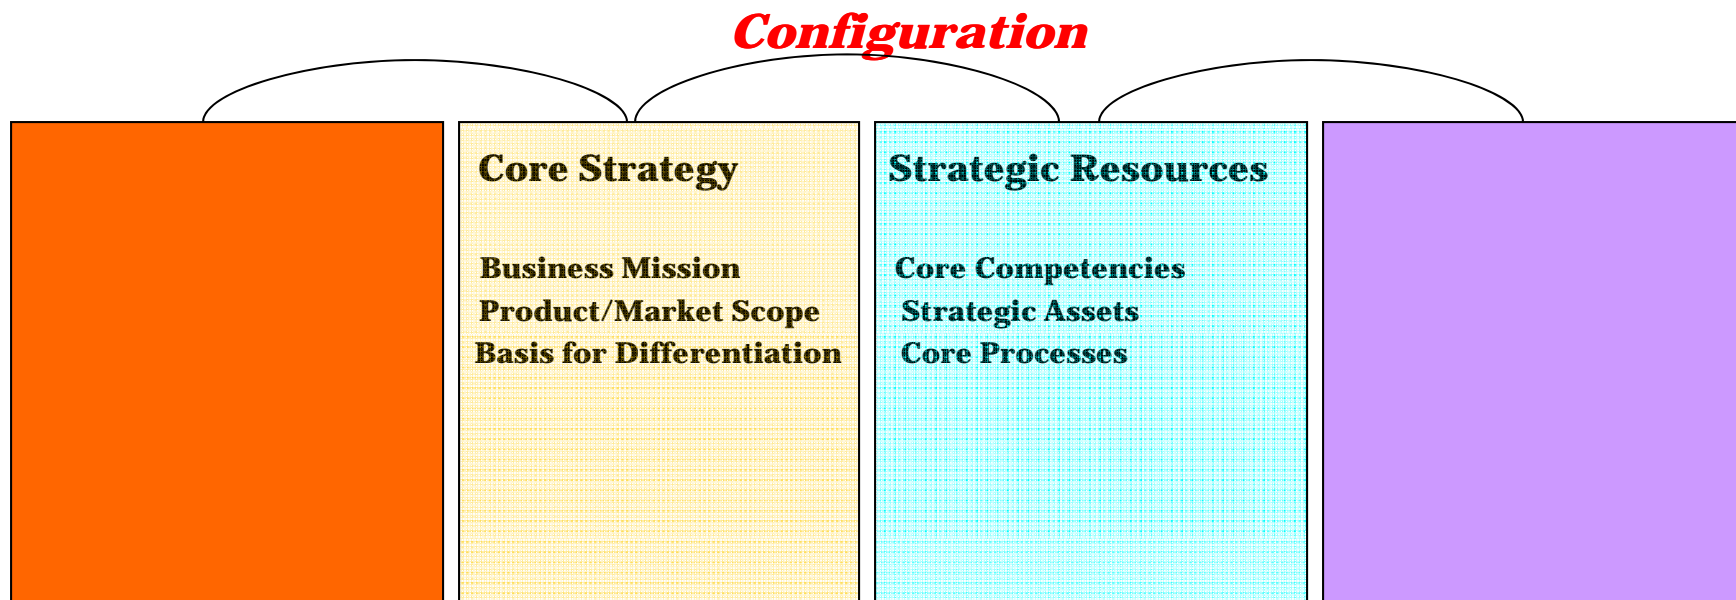 Configuration
Core Strategy
Business Mission
Product/Market Scope
Basis for Differentiation
Strategic Resources
Core Competencies
Strategic Assets
Core Processes